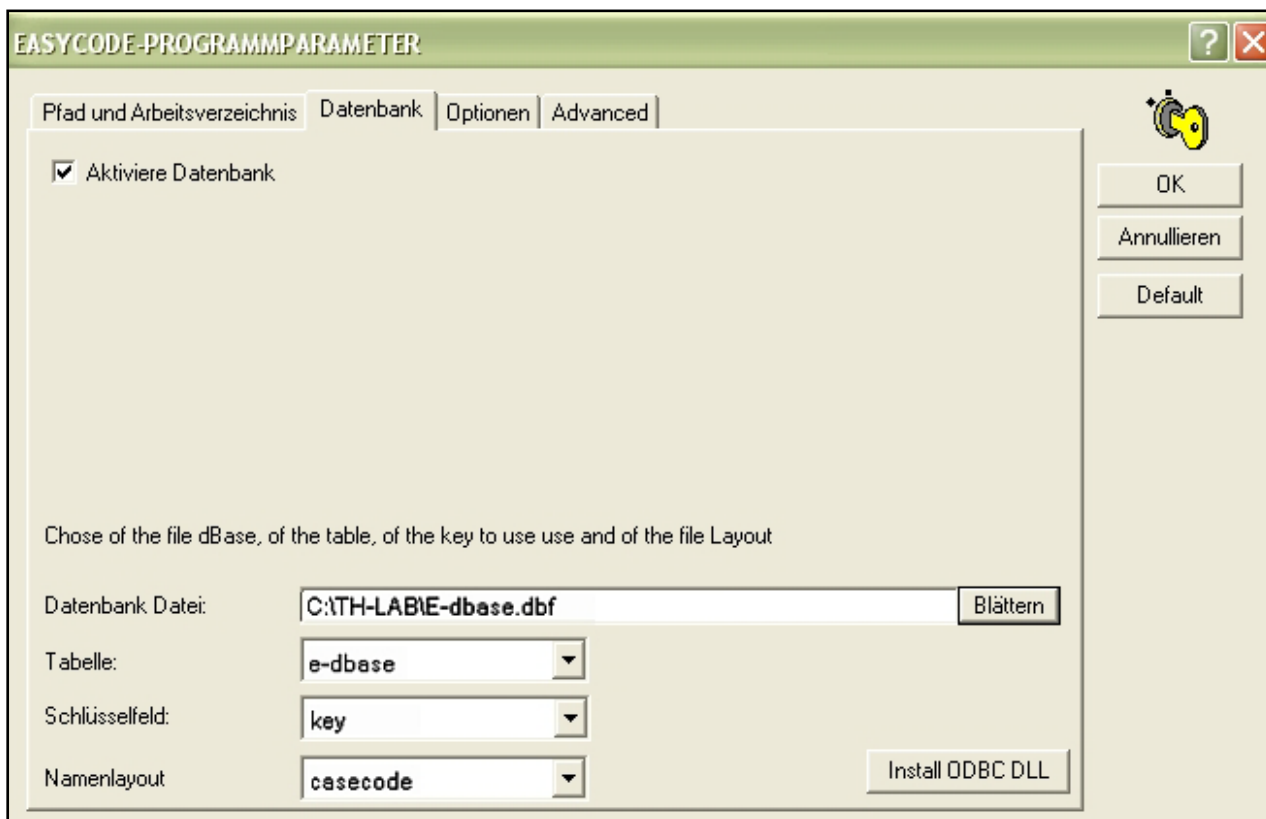 EASYCODE-PROGRAMMPARAMETER
Pfad und Arbeitsverzeichnis Datenbank Optionen Advanced
Aktiviere Datenbank
OK
Annullieren
Default
Chose of the file dBase, of the table, of the key to use use and of the file Layout
Datenbank Datei: C:\TH-LAB\E-dbase.dbf Blättern
Tabelle: e-dbase
Schlüsselfeld: key
Namenlayout casecode Install ODBC DLL